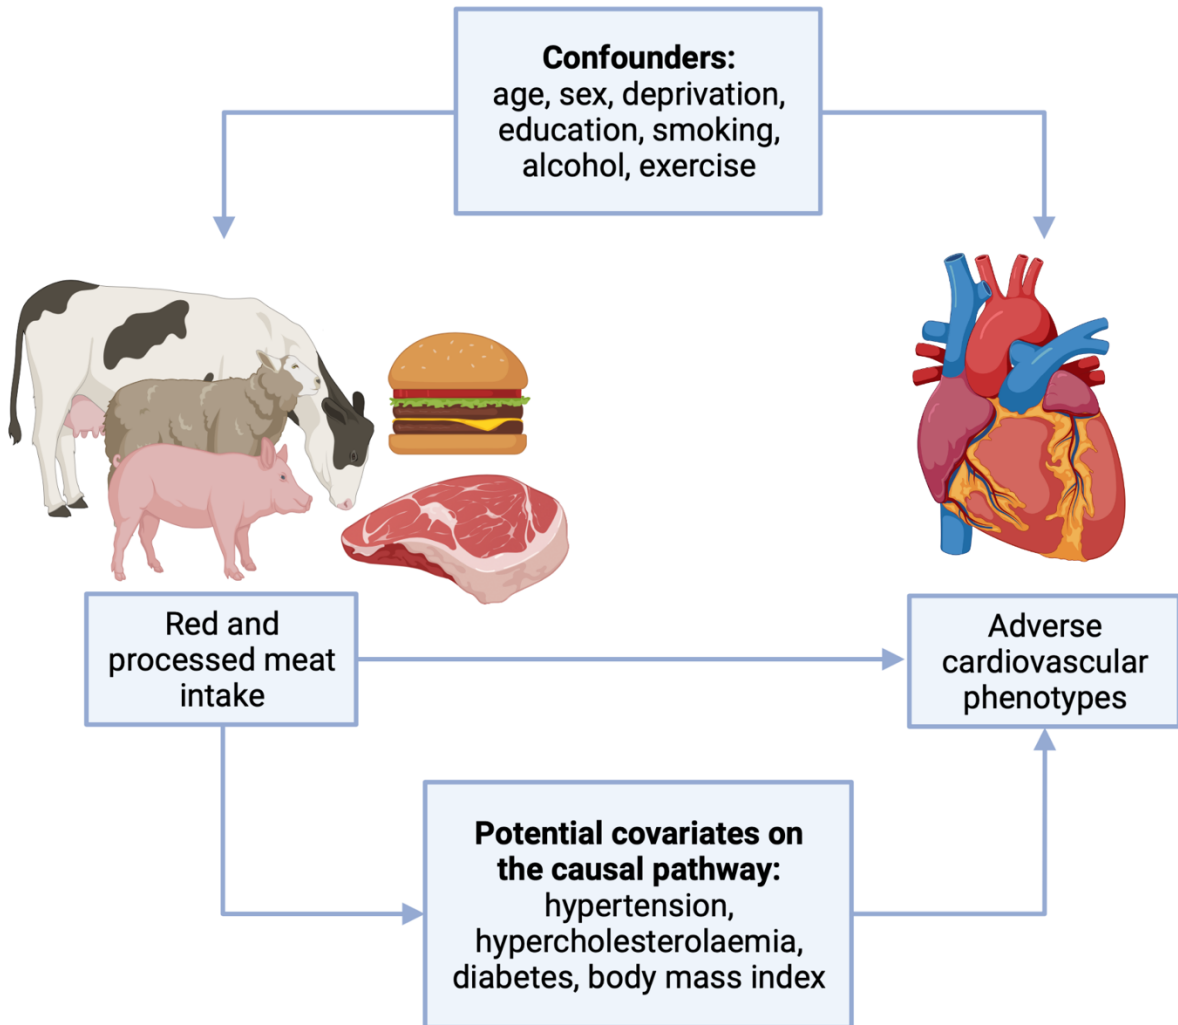 Confounders:
age, sex, deprivation,
education, smoking,
alcohol, exercise
Red and
processed meat
intake
Adverse
cardiovascular
phenotypes
Potential covariates on
the causal pathway:
hypertension,
hypercholesterolaemia,
diabetes, body mass index